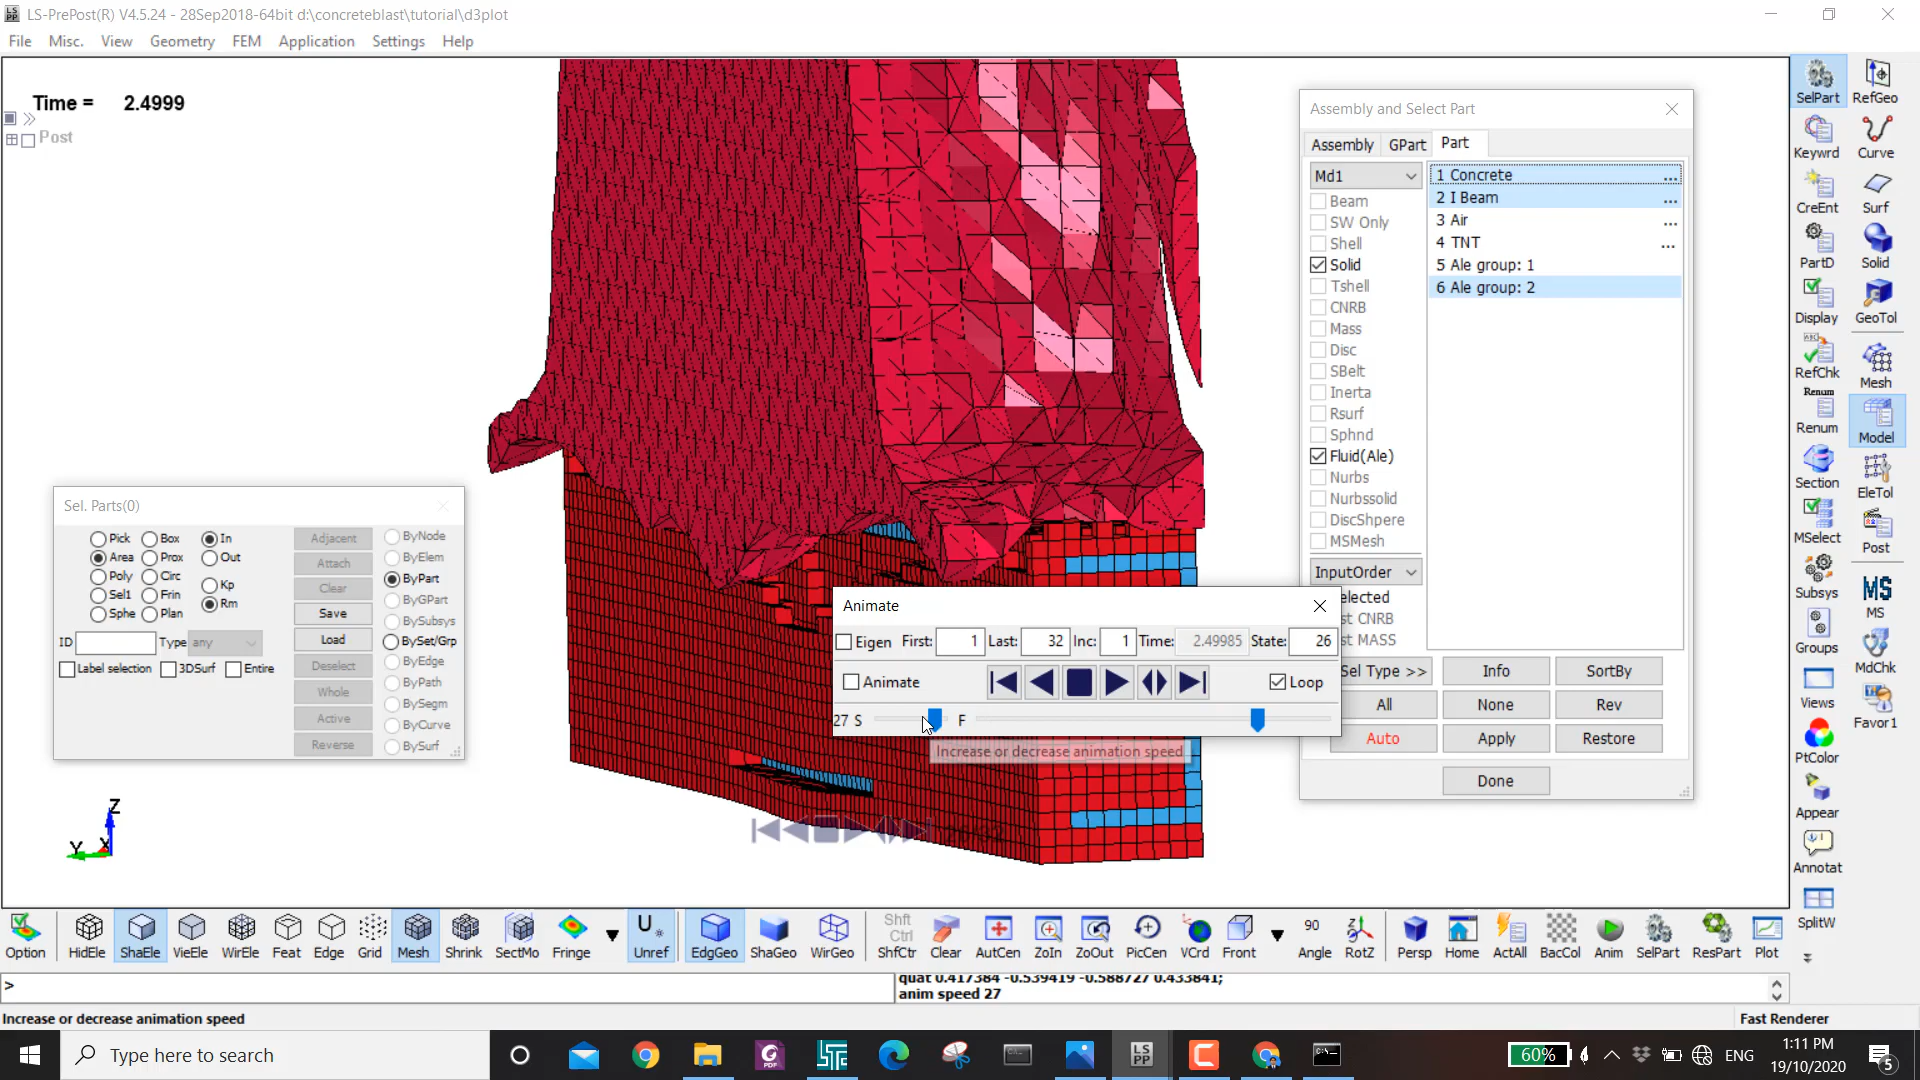 LS-PrePost(R) V4.5.24 - 28Sep2018-64bit d:\concreteblast\tutorial\d3plot
File Misc. View Geometry FEM Application Settings Help
Time = 2.4999
Post
Assembly and Select Part
Assembly GPart Part
Md1
Beam
SW Only
Shell
Solid
Tshell
CNRB
Mass
Disc
SBelt
Inerta
Rsurf
Sphnd
Fluid(Ale)
Nurbs
Nurbssolid
DiscShpere
MSMesh
InputOrder
1 Concrete ...
2 I Beam ...
3 Air ...
4 TNT ...
5 Ale group: 1
6 Ale group: 2
elected
st CNRB
st MASS
Sel Type >> Info SortBy
All None Rev
Auto Apply Restore
Done
Sel. Parts(0)
Pick Box In
Area Prox Out
Poly Circ Kp
Sel1 Frin Rm
Sphe Plan
ID Type any
Label selection 3DSurf Entire
Adjacent
Attach
Clear
Save
Load
Deselect
Whole
Active
Reverse
ByNode
ByElem
ByPart
ByGPart
BySubsys
BySet/Grp
ByEdge
ByPath
BySegm
ByCurve
BySurf
Animate
Eigen First: 1 Last: 32 Inc: 1 Time: 2.49985 State: 26
Animate Loop
27 S F
Increase or decrease animation speed
Z
Y X
SelPart RefGeo
Keywrd Curve
CreEnt Surf
PartD Solid
Display GeoTol
RefChk Mesh
Renum
Renum Model
Section EleTol
MSelect Post
Subsys MS
MS
Groups MdChk
Views Favor1
PtColor
Appear
Annotat
SplitW
Option HidEle ShaEle VieEle WirEle Feat Edge Grid Mesh Shrink SectMo Fringe Unref EdgGeo ShaGeo WirGeo Shft Ctrl ShfCtr Clear AutCen ZoIn ZoOut PicCen VCrd Front 90 Angle RotZ Persp Home ActAll BacCol Anim SelPart ResPart Plot
>
quat 0.417384 -0.539419 -0.588727 0.433841;
anim speed 27
Increase or decrease animation speed
Fast Renderer
Type here to search
60%
ENG
1:11 PM
19/10/2020
5